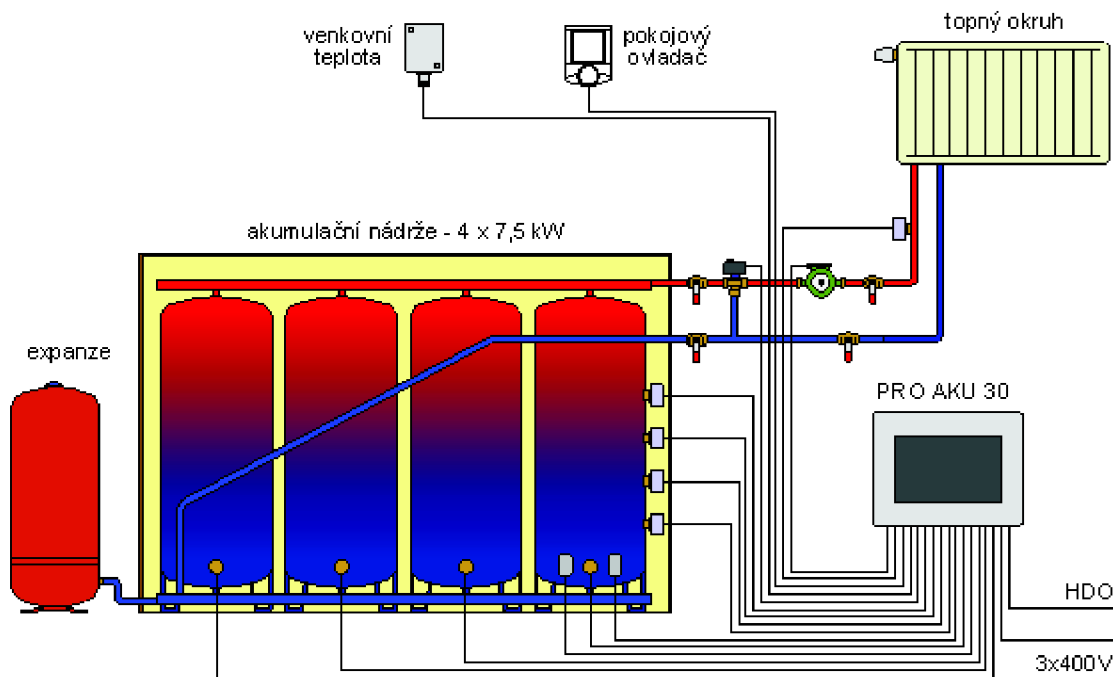 venkovní
teplota
pokojový
ovladač
topný okruh
akumulační nádrže - 4 x 7,5 kW
expanze
PRO AKU 30
HDO
3x400V